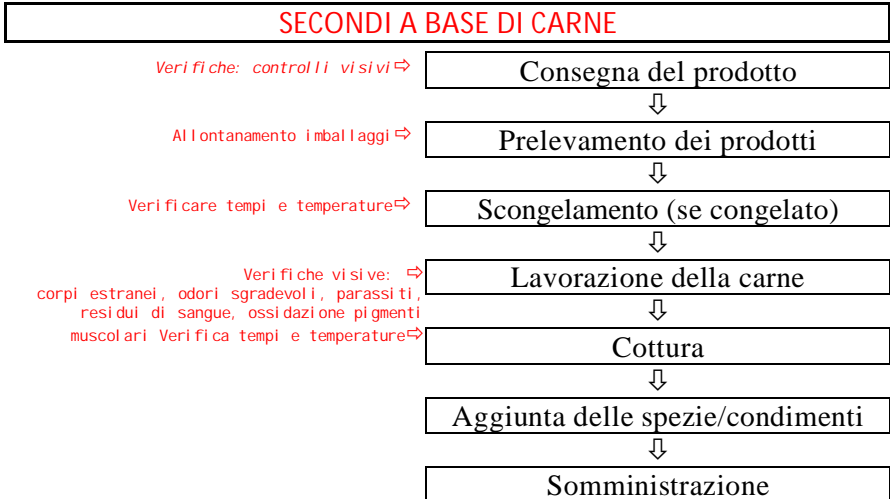 SECONDI A BASE DI CARNE
Verifiche: controlli visivi⇨ Consegna del prodotto
⇩
Allontanamento imballaggi⇨ Prelevamento dei prodotti
⇩
Verificare tempi e temperature⇨ Scongelamento (se congelato)
⇩
Verifiche visive: ⇨ Lavorazione della carne
corpi estranei, odori sgradevoli, parassiti,
residui di sangue, ossidazione pigmenti
⇩
muscolari Verifica tempi e temperature⇨ Cottura
⇩
Aggiunta delle spezie/condimenti
⇩
Somministrazione